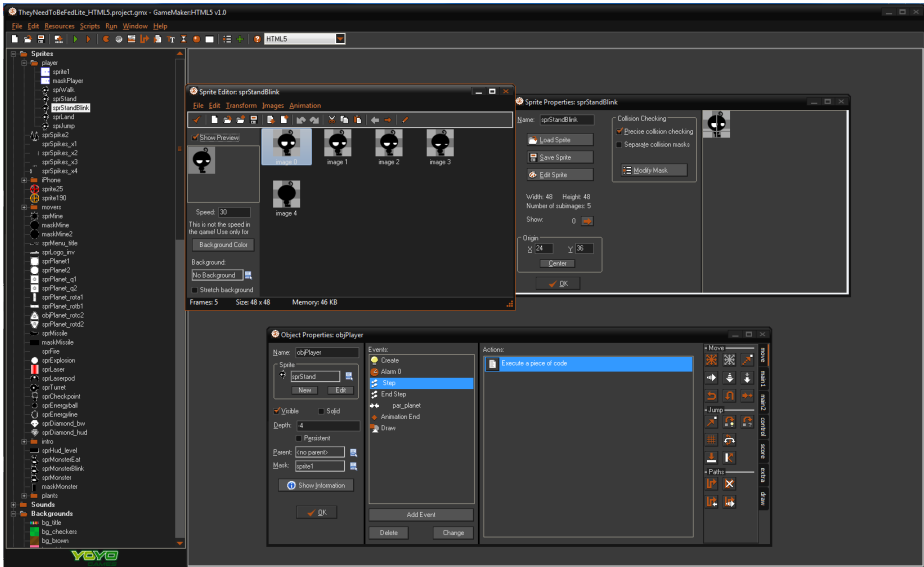 TheyNeedToBeFedLite_HTML5.project.gmx - GameMaker:HTML5 v1.0
File Edit Resources Scripts Run Window Help
HTML5
Sprites
player
sprite1
maskPlayer
sprWalk
sprStand
sprStandBlink
sprLand
sprJump
sprSpike2
sprSpikes_x1
sprSpikes_x2
sprSpikes_x3
sprSpikes_x4
iPhone
sprite25
sprite190
movers
sprMine
maskMine
maskMine2
sprMenu_title
sprLogo_inv
sprPlanet1
sprPlanet2
sprPlanet_q1
sprPlanet_q2
sprPlanet_rota1
sprPlanet_rotb1
objPlanet_rotc2
sprPlanet_rotd2
sprMissile
maskMissile
sprFire
sprExplosion
sprLaser
sprLaserpod
sprTurret
sprCheckpoint
sprEnergyball
sprEnergyline
sprDiamond_bw
sprDiamond_hud
intro
sprHud_level
sprMonsterEat
sprMonsterBlink
sprMonster
maskMonster
plants
Sounds
Backgrounds
bg_title
bg_checkers
bg_brown
YOYO
Sprite Editor: sprStandBlink
File Edit Transform Images Animation
Show Preview
image 0
image 1
image 2
image 3
image 4
Speed: 30
This is not the speed in
the game! Use only for
Background Color
Background:
No Background
Stretch background
Frames: 5 Size: 48 x 48 Memory: 46 KB
Sprite Properties: sprStandBlink
Name: sprStandBlink
Load Sprite
Save Sprite
Edit Sprite
Width: 48 Height: 48
Number of subimages: 5
Show: 0
Origin
X 24 Y 36
Center
OK
Collision Checking
Precise collision checking
Separate collision masks
Modify Mask
Object Properties: objPlayer
Name: objPlayer
Sprite
sprStand
New Edit
Visible Solid
Depth: -4
Persistent
Parent: <no parent>
Mask: sprite1
Show Information
OK
Events:
Create
Alarm 0
Step
End Step
par_planet
Animation End
Draw
Add Event
Delete Change
Actions:
Execute a piece of code
Move
Jump
Paths
move
main1
main2
control
score
extra
draw